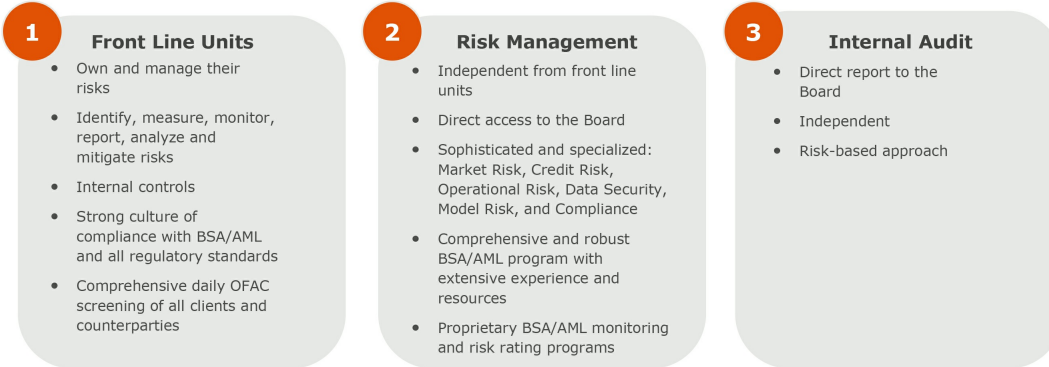 1
Front Line Units
• Own and manage their
risks
• Identify, measure, monitor,
report, analyze and
mitigate risks
• Internal controls
• Strong culture of
compliance with BSA/AML
and all regulatory standards
• Comprehensive daily OFAC
screening of all clients and
counterparties
2
Risk Management
• Independent from front line
units
• Direct access to the Board
• Sophisticated and specialized:
Market Risk, Credit Risk,
Operational Risk, Data Security,
Model Risk, and Compliance
• Comprehensive and robust
BSA/AML program with
extensive experience and
resources
• Proprietary BSA/AML monitoring
and risk rating programs
3
Internal Audit
• Direct report to the
Board
• Independent
• Risk-based approach